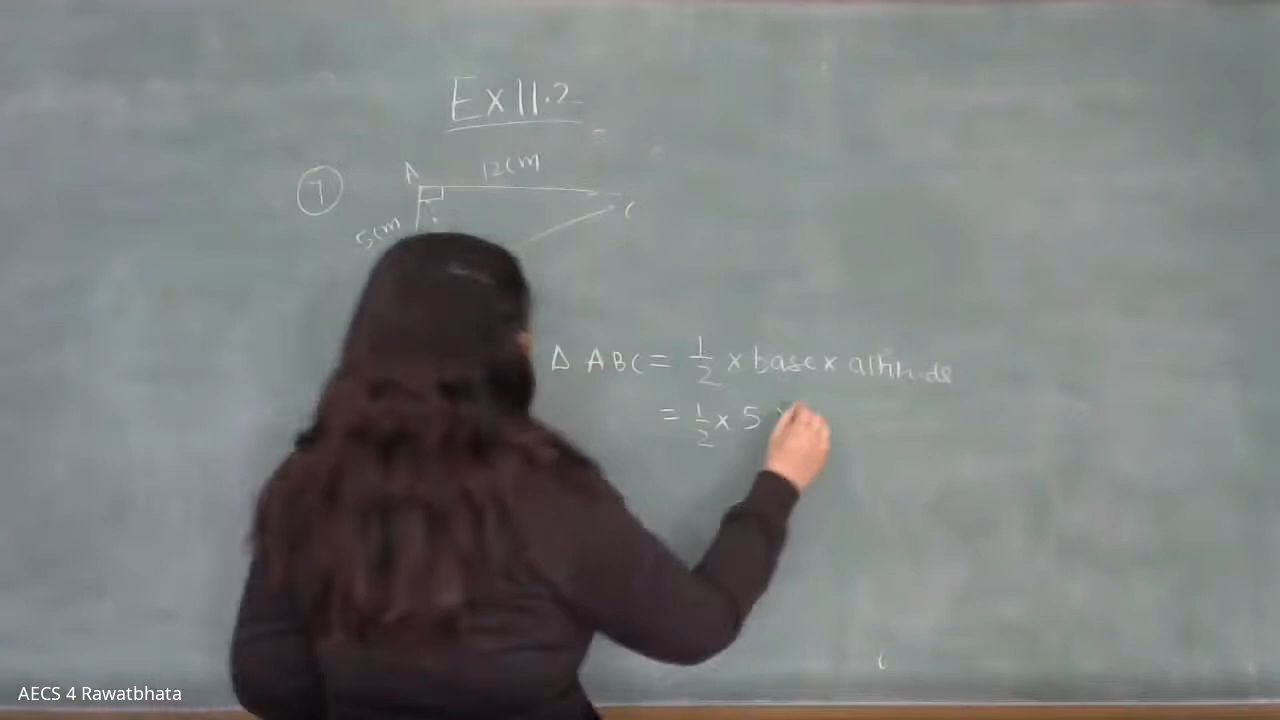 Ex 11.2
7
A 12cm
5cm C
Δ ABC = 1/2 × base × altitude
= 1/2 × 5 ×
AECS 4 Rawatbhata